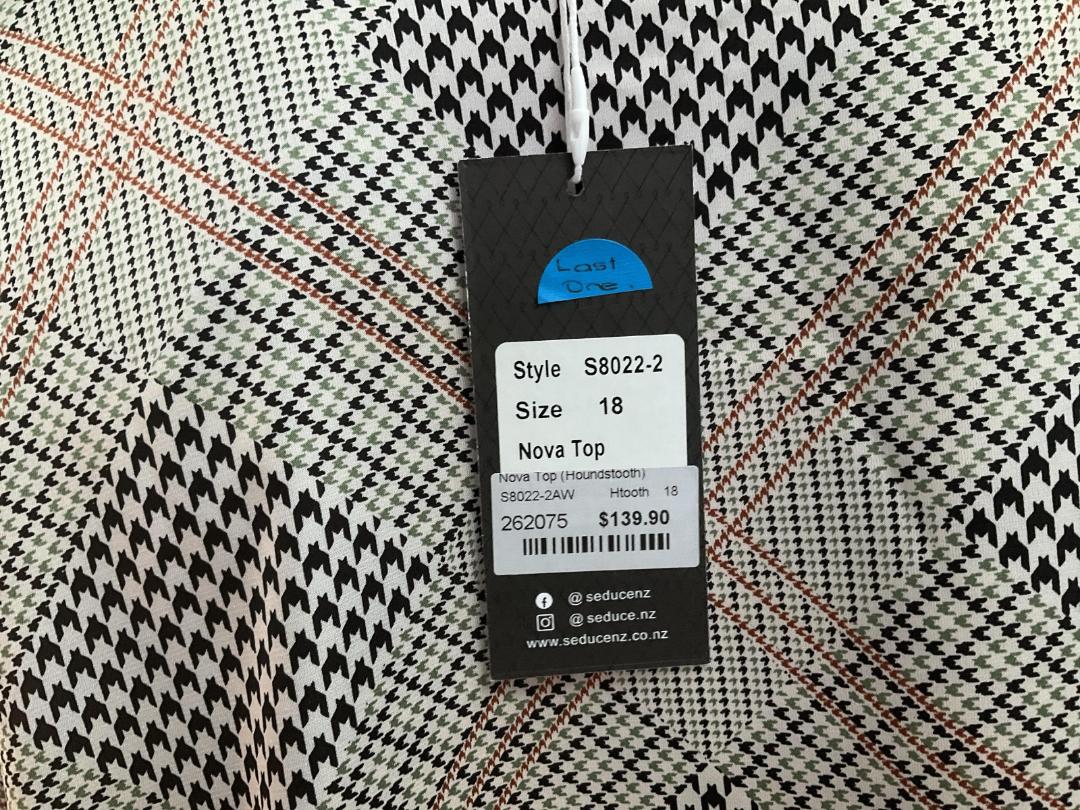 Last
One.
Style S8022-2
Size 18
Nova Top
Nova Top (Houndstooth)
S8022-2AW Htooth 18
262075 $139.90
@seducenz
@seduce.nz
www.seducenz.co.nz